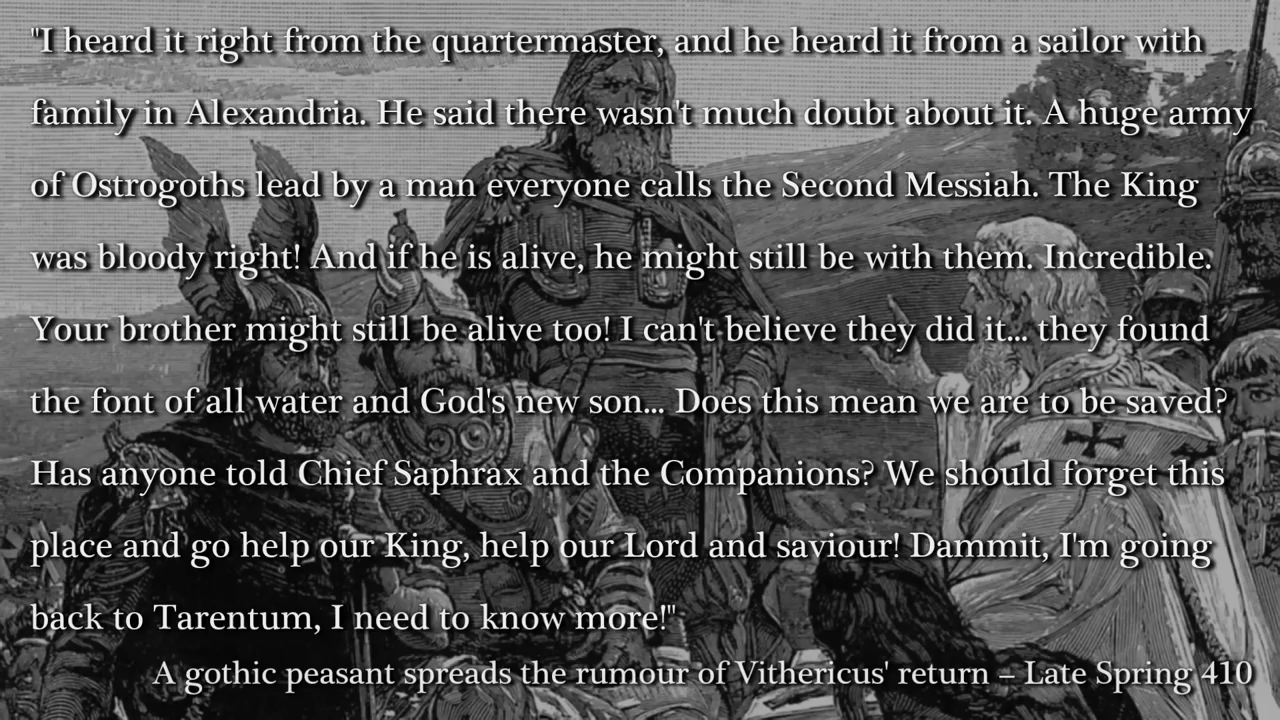 "I heard it right from the quartermaster, and he heard it from a sailor with
family in Alexandria. He said there wasn't much doubt about it. A huge army
of Ostrogoths lead by a man everyone calls the Second Messiah. The King
was bloody right! And if he is alive, he might still be with them. Incredible.
Your brother might still be alive too! I can't believe they did it... they found
the font of all water and God's new son... Does this mean we are to be saved?
Has anyone told Chief Saphrax and the Companions? We should forget this
place and go help our King, help our Lord and saviour! Dammit, I'm going
back to Tarentum, I need to know more!"
A gothic peasant spreads the rumour of Vithericus' return – Late Spring 410